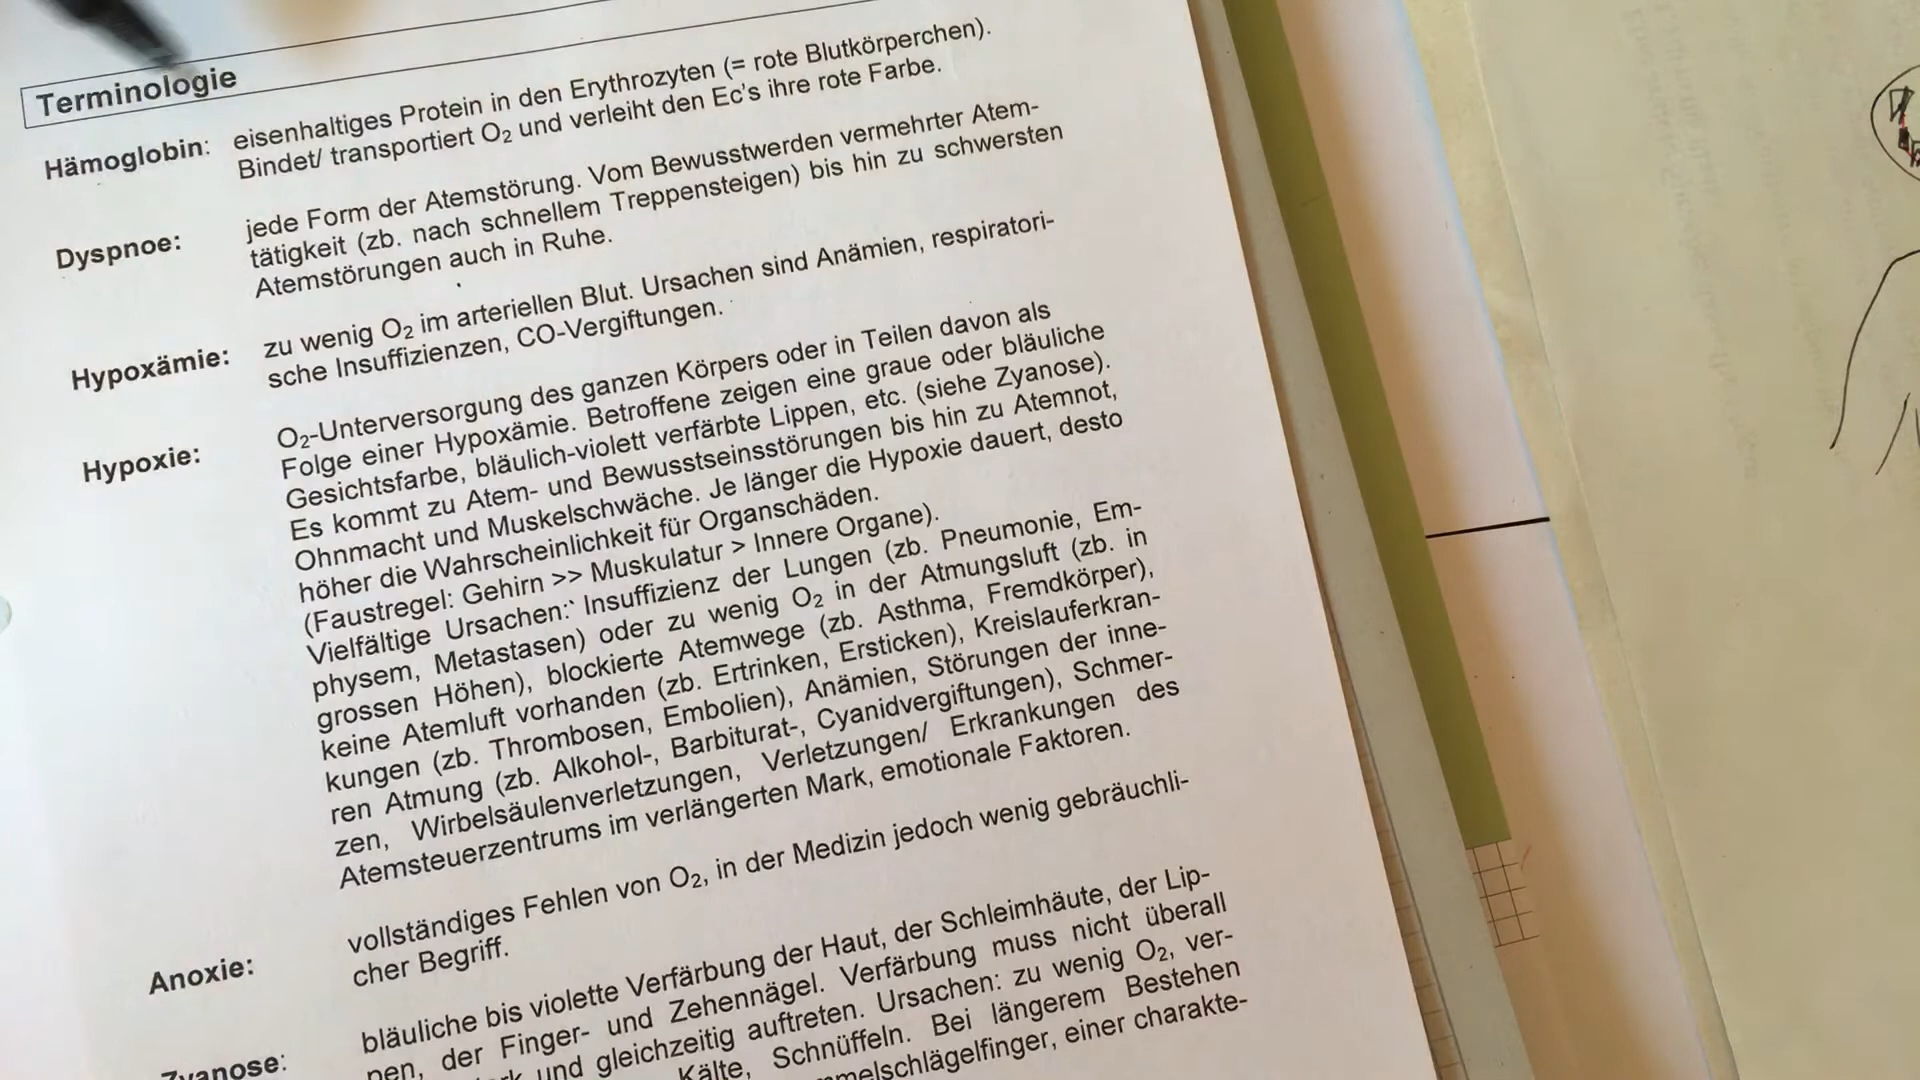 Terminologie
Hämoglobin: eisenhaltiges Protein in den Erythrozyten (= rote Blutkörperchen).
Bindet/ transportiert O₂ und verleiht den Ec's ihre rote Farbe.
Dyspnoe: jede Form der Atemstörung. Vom Bewusstwerden vermehrter Atem-
tätigkeit (zb. nach schnellem Treppensteigen) bis hin zu schwersten
Atemstörungen auch in Ruhe.
Hypoxämie: zu wenig O₂ im arteriellen Blut. Ursachen sind Anämien, respiratori-
sche Insuffizienzen, CO-Vergiftungen.
Hypoxie: O₂-Unterversorgung des ganzen Körpers oder in Teilen davon als
Folge einer Hypoxämie. Betroffene zeigen eine graue oder bläuliche
Gesichtsfarbe, bläulich-violett verfärbte Lippen, etc. (siehe Zyanose).
Es kommt zu Atem- und Bewusstseinsstörungen bis hin zu Atemnot,
Ohnmacht und Muskelschwäche. Je länger die Hypoxie dauert, desto
höher die Wahrscheinlichkeit für Organschäden.
(Faustregel: Gehirn >> Muskulatur > Innere Organe).
Vielfältige Ursachen: Insuffizienz der Lungen (zb. Pneumonie, Em-
physem, Metastasen) oder zu wenig O₂ in der Atmungsluft (zb. in
grossen Höhen), blockierte Atemwege (zb. Asthma, Fremdkörper),
keine Atemluft vorhanden (zb. Ertrinken, Ersticken), Kreislauferkran-
kungen (zb. Thrombosen, Embolien), Anämien, Störungen der inne-
ren Atmung (zb. Alkohol-, Barbiturat-, Cyanidvergiftungen), Schmer-
zen, Wirbelsäulenverletzungen, Verletzungen/ Erkrankungen des
Atemsteuerzentrums im verlängerten Mark, emotionale Faktoren.
Anoxie: vollständiges Fehlen von O₂, in der Medizin jedoch wenig gebräuchli-
cher Begriff.
Zyanose: bläuliche bis violette Verfärbung der Haut, der Schleimhäute, der Lip-
pen, der Finger- und Zehennägel. Verfärbung muss nicht überall
und gleichzeitig auftreten. Ursachen: zu wenig O₂, ver-
Kälte, Schnüffeln. Bei längerem Bestehen
einer charakte-